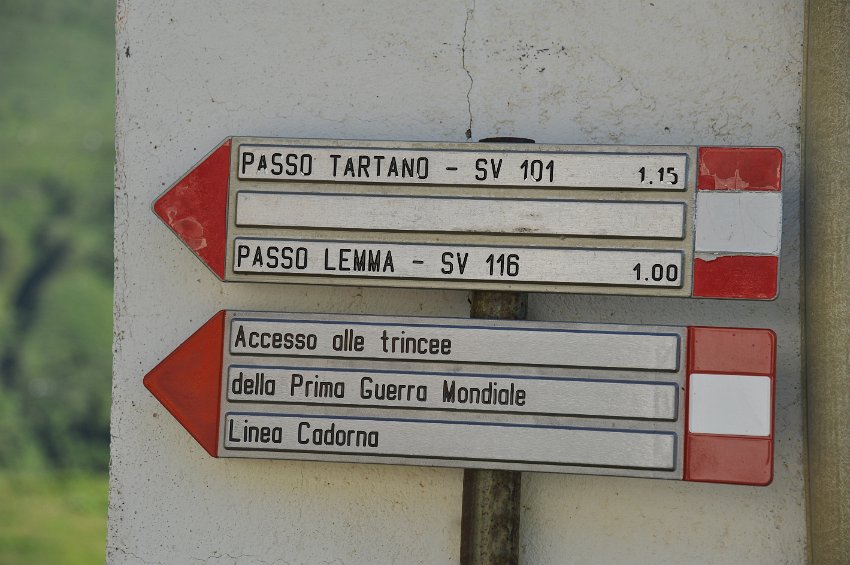 PASSO TARTANO - SV 101 1.15
PASSO LEMMA - SV 116 1.00
Accesso alle trincee
della Prima Guerra Mondiale
Linea Cadorna